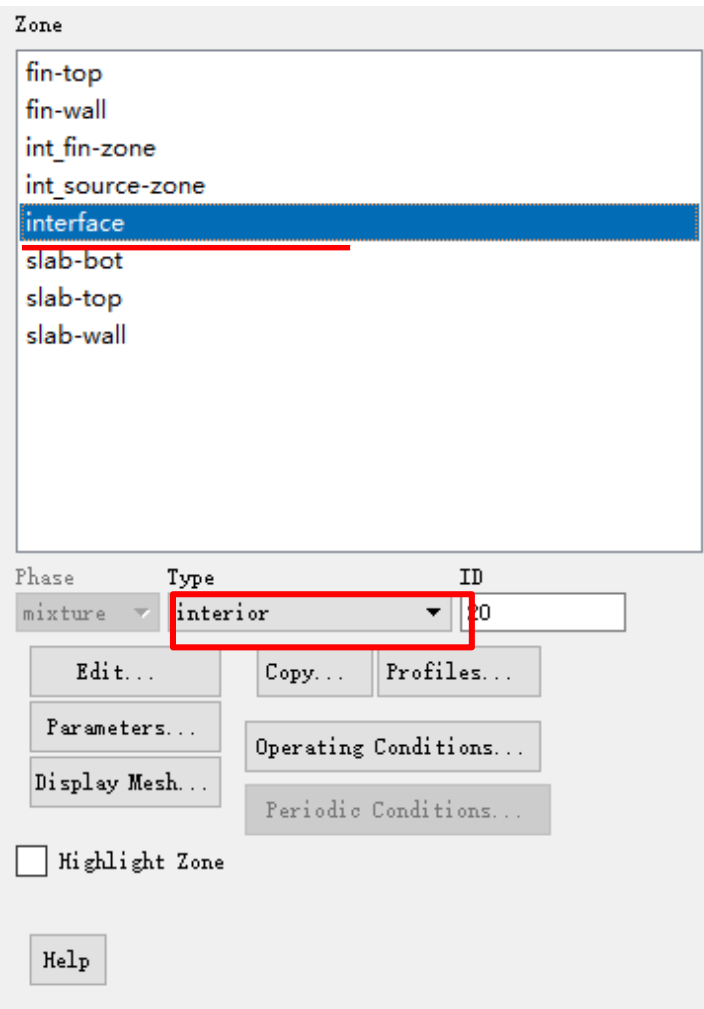 Zone
fin-top
fin-wall
int_fin-zone
int_source-zone
interface
slab-bot
slab-top
slab-wall
Phase Type ID
mixture interior 20
Edit... Copy... Profiles...
Parameters... Operating Conditions...
Display Mesh... Periodic Conditions...
Highlight Zone
Help